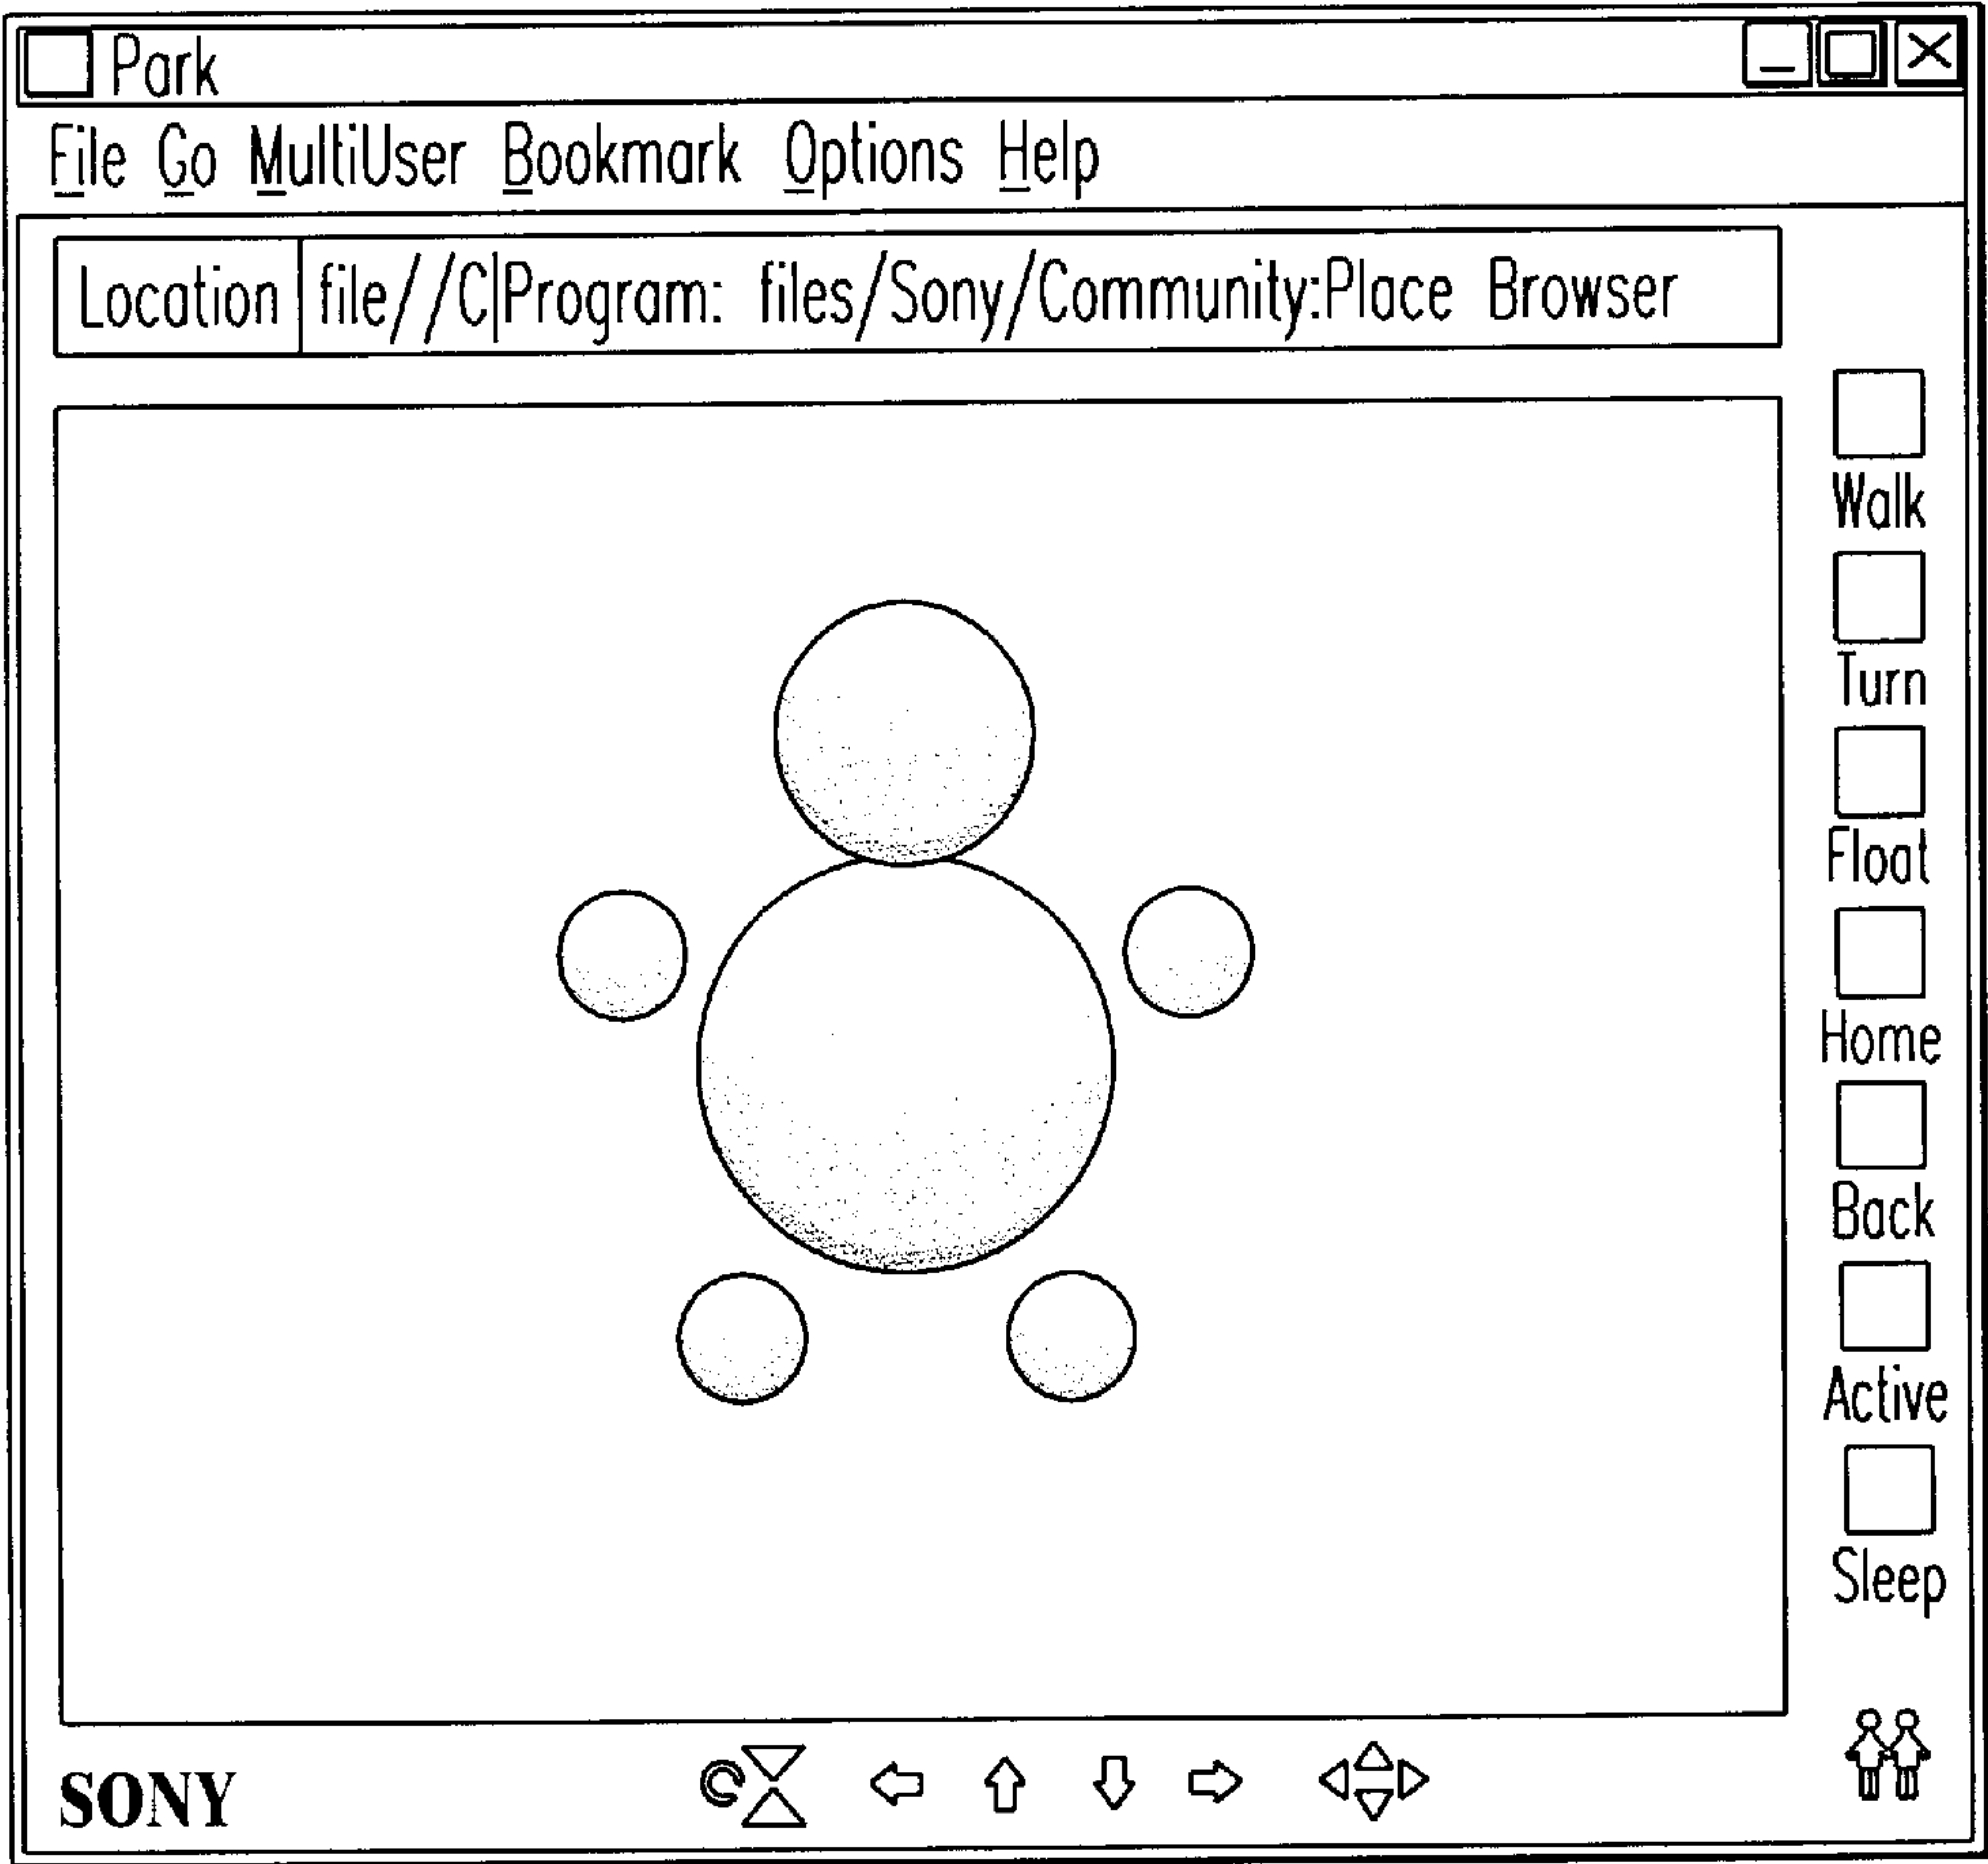 Park
File Go MultiUser Bookmark Options Help
Location file//C|Program: files/Sony/Community:Place Browser
Walk
Turn
Float
Home
Back
Active
Sleep
SONY